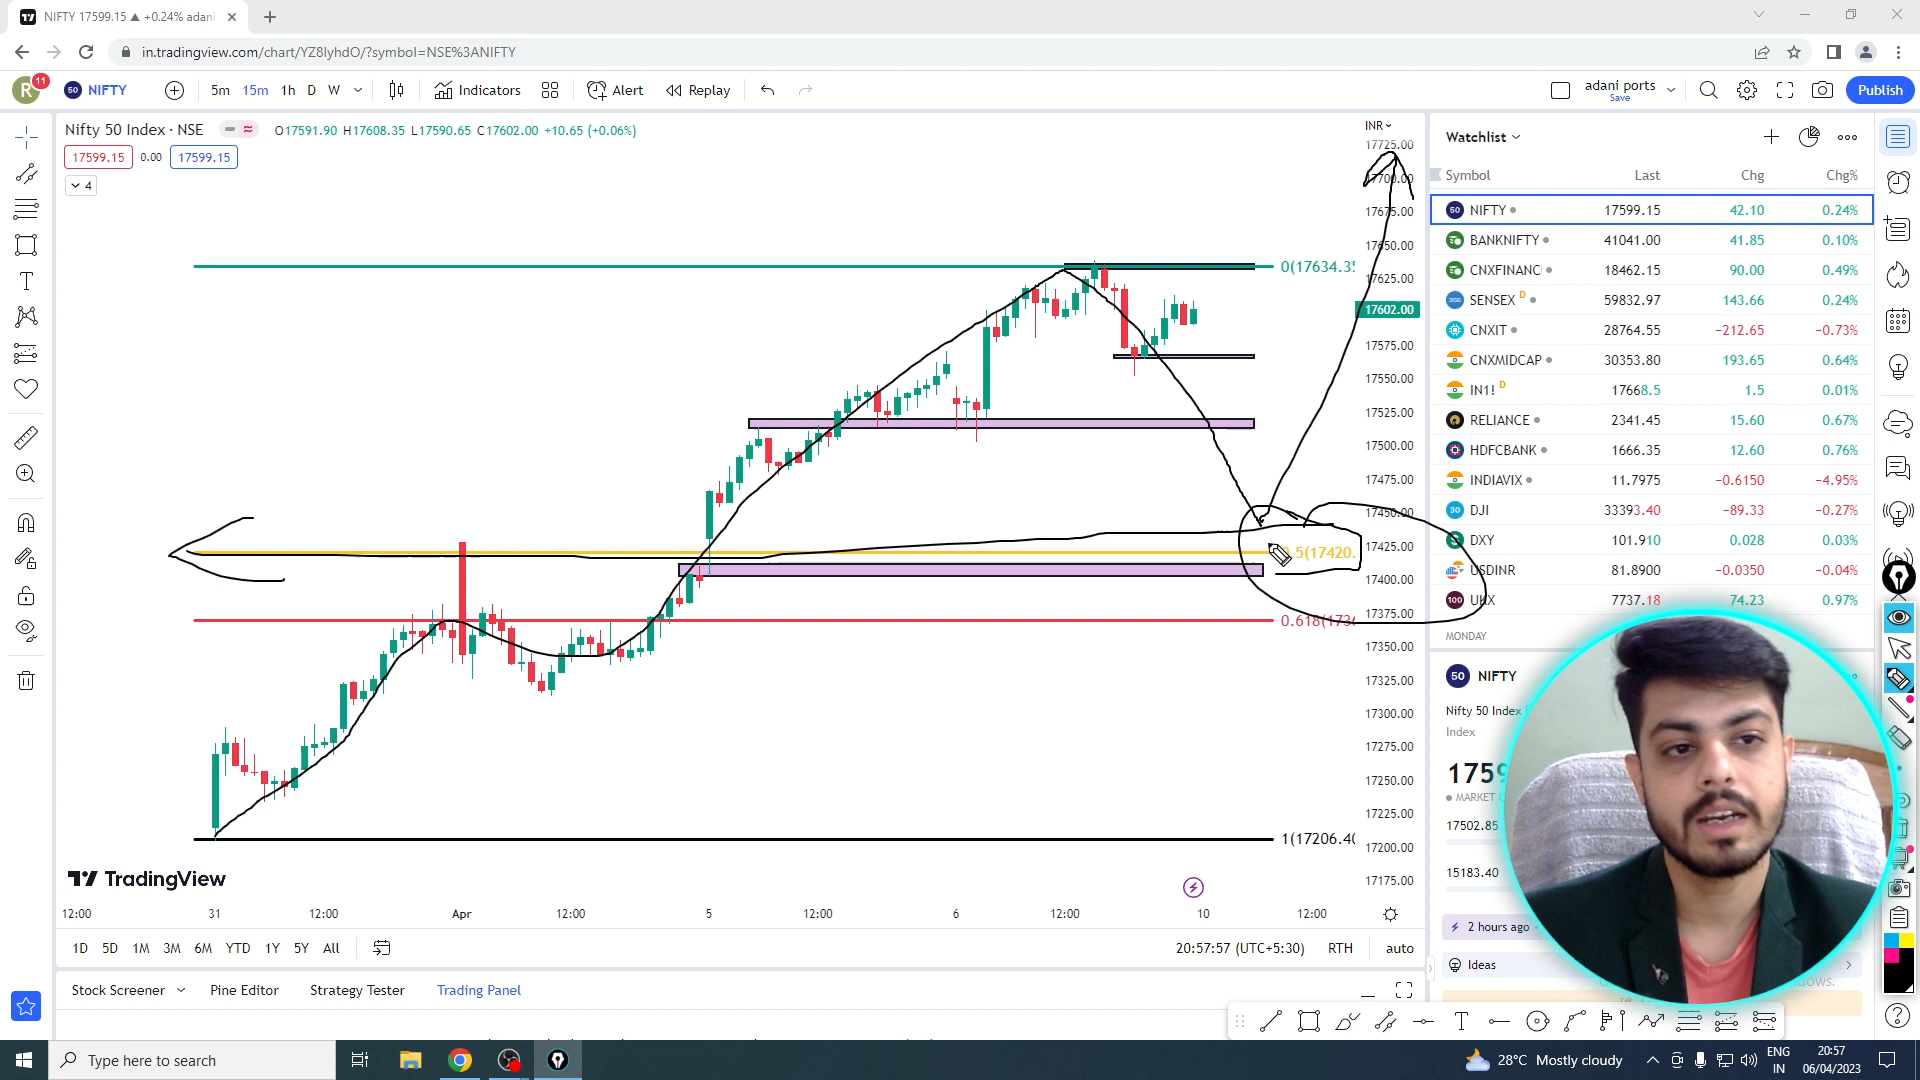 NIFTY 17599.15 ▲ +0.24% adani
in.tradingview.com/chart/YZ8lyhdO/?symbol=NSE%3ANIFTY
R 11
50 NIFTY 5m 15m 1h D W Indicators Alert Replay adani ports Save Publish
Nifty 50 Index · NSE O17591.90 H17608.35 L17590.65 C17602.00 +10.65 (+0.06%)
17599.15 0.00 17599.15
4
INR
17725.00
17700.00
17675.00
17650.00
0(17634.35
17625.00
17602.00
17575.00
17550.00
17525.00
17500.00
17475.00
17450.00
17425.00
5(17420.
17400.00
17375.00
0.618(173
17350.00
17325.00
17300.00
17275.00
17250.00
17225.00
1(17206.40
17200.00
17175.00
TradingView
12:00 31 12:00 Apr 12:00 5 12:00 6 12:00 10 12:00
1D 5D 1M 3M 6M YTD 1Y 5Y All 20:57:57 (UTC+5:30) RTH auto
Stock Screener Pine Editor Strategy Tester Trading Panel
Watchlist
Symbol Last Chg Chg%
50 NIFTY 17599.15 42.10 0.24%
BANKNIFTY 41041.00 41.85 0.10%
CNXFINANC 18462.15 90.00 0.49%
SENSEX D 59832.97 143.66 0.24%
CNXIT 28764.55 −212.65 −0.73%
CNXMIDCAP 30353.80 193.65 0.64%
IN1! D 17668.5 1.5 0.01%
RELIANCE 2341.45 15.60 0.67%
HDFCBANK 1666.35 12.60 0.76%
INDIAVIX 11.7975 −0.6150 −4.95%
30 DJI 33393.40 −89.33 −0.27%
$ DXY 101.910 0.028 0.03%
USDINR 81.8900 −0.0350 −0.04%
100 UKX 7737.18 74.23 0.97%
MONDAY
50 NIFTY
Nifty 50 Index
Index
1759
MARKET
17502.85
15183.40
2 hours ago
Ideas
Type here to search
28°C Mostly cloudy
ENG
IN
20:57
06/04/2023